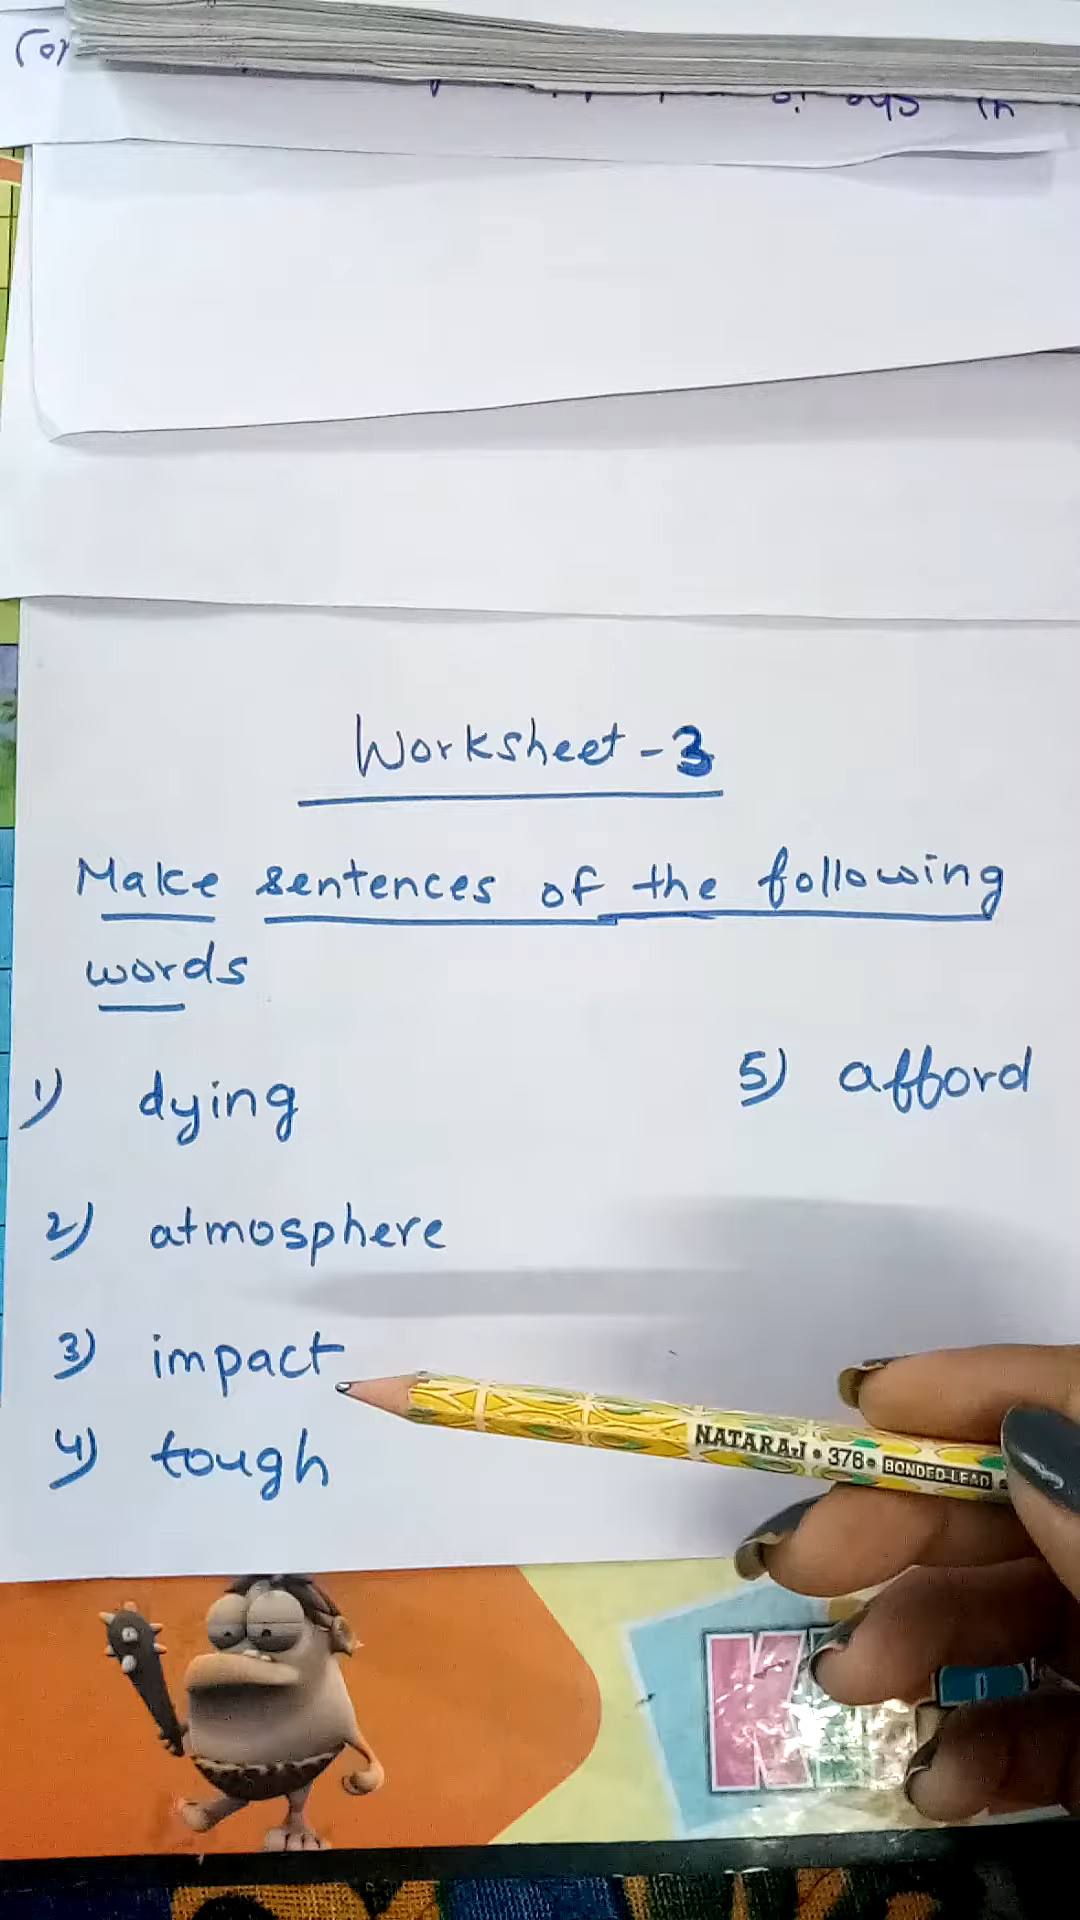 Worksheet-3
Make sentences of the following
words
1) dying
2) atmosphere
3) impact
4) tough
5) afford
NATARAJ • 376 • BONDED LEAD